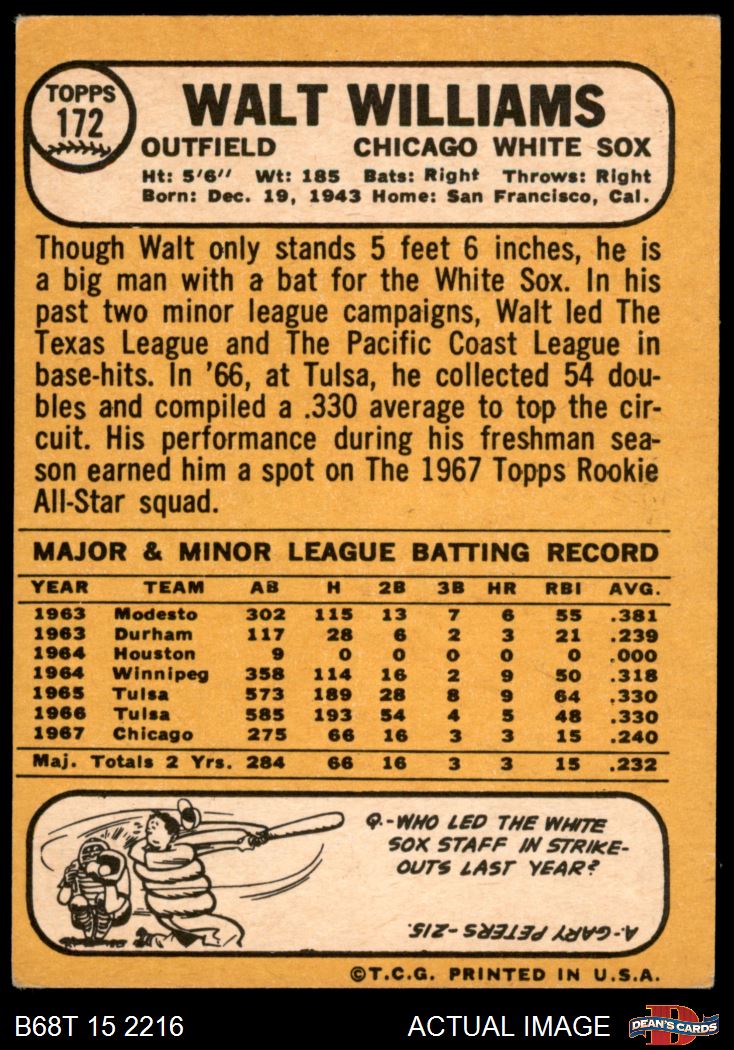 TOPPS
172
WALT WILLIAMS
OUTFIELD CHICAGO WHITE SOX
Ht: 5'6" Wt: 185 Bats: Right Throws: Right
Born: Dec. 19, 1943 Home: San Francisco, Cal.
Though Walt only stands 5 feet 6 inches, he is
a big man with a bat for the White Sox. In his
past two minor league campaigns, Walt led The
Texas League and The Pacific Coast League in
base-hits. In '66, at Tulsa, he collected 54 dou-
bles and compiled a .330 average to top the cir-
cuit. His performance during his freshman sea-
son earned him a spot on The 1967 Topps Rookie
All-Star squad.
MAJOR & MINOR LEAGUE BATTING RECORD
YEAR TEAM AB H 2B 3B HR RBI AVG.
1963 Modesto 302 115 13 7 6 55 .381
1963 Durham 117 28 6 2 3 21 .239
1964 Houston 9 0 0 0 0 0 .000
1964 Winnipeg 358 114 16 2 9 50 .318
1965 Tulsa 573 189 28 8 9 64 .330
1966 Tulsa 585 193 54 4 5 48 .330
1967 Chicago 275 66 16 3 3 15 .240
Maj. Totals 2 Yrs. 284 66 16 3 3 15 .232
Q.-WHO LED THE WHITE
SOX STAFF IN STRIKE-
OUTS LAST YEAR?
A-GARY PETERS-215.
©T.C.G. PRINTED IN U.S.A.
B68T 15 2216 ACTUAL IMAGE
D
DEAN'S CARDS